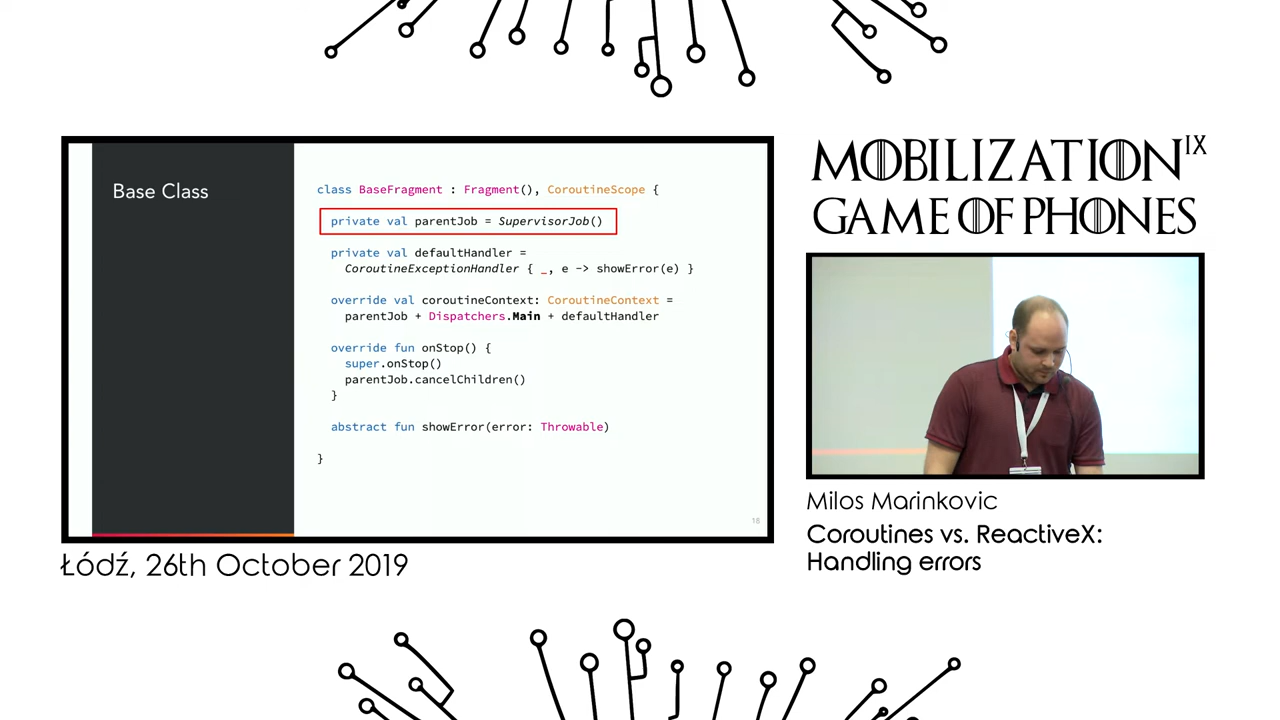 Base Class
class BaseFragment : Fragment(), CoroutineScope {
private val parentJob = SupervisorJob()
private val defaultHandler =
CoroutineExceptionHandler { _, e -> showError(e) }
override val coroutineContext: CoroutineContext =
parentJob + Dispatchers.Main + defaultHandler
override fun onStop() {
super.onStop()
parentJob.cancelChildren()
}
abstract fun showError(error: Throwable)
}
18
Łódź, 26th October 2019
MOBILIZATION IX
GAME OF PHONES
Milos Marinkovic
Coroutines vs. ReactiveX:
Handling errors